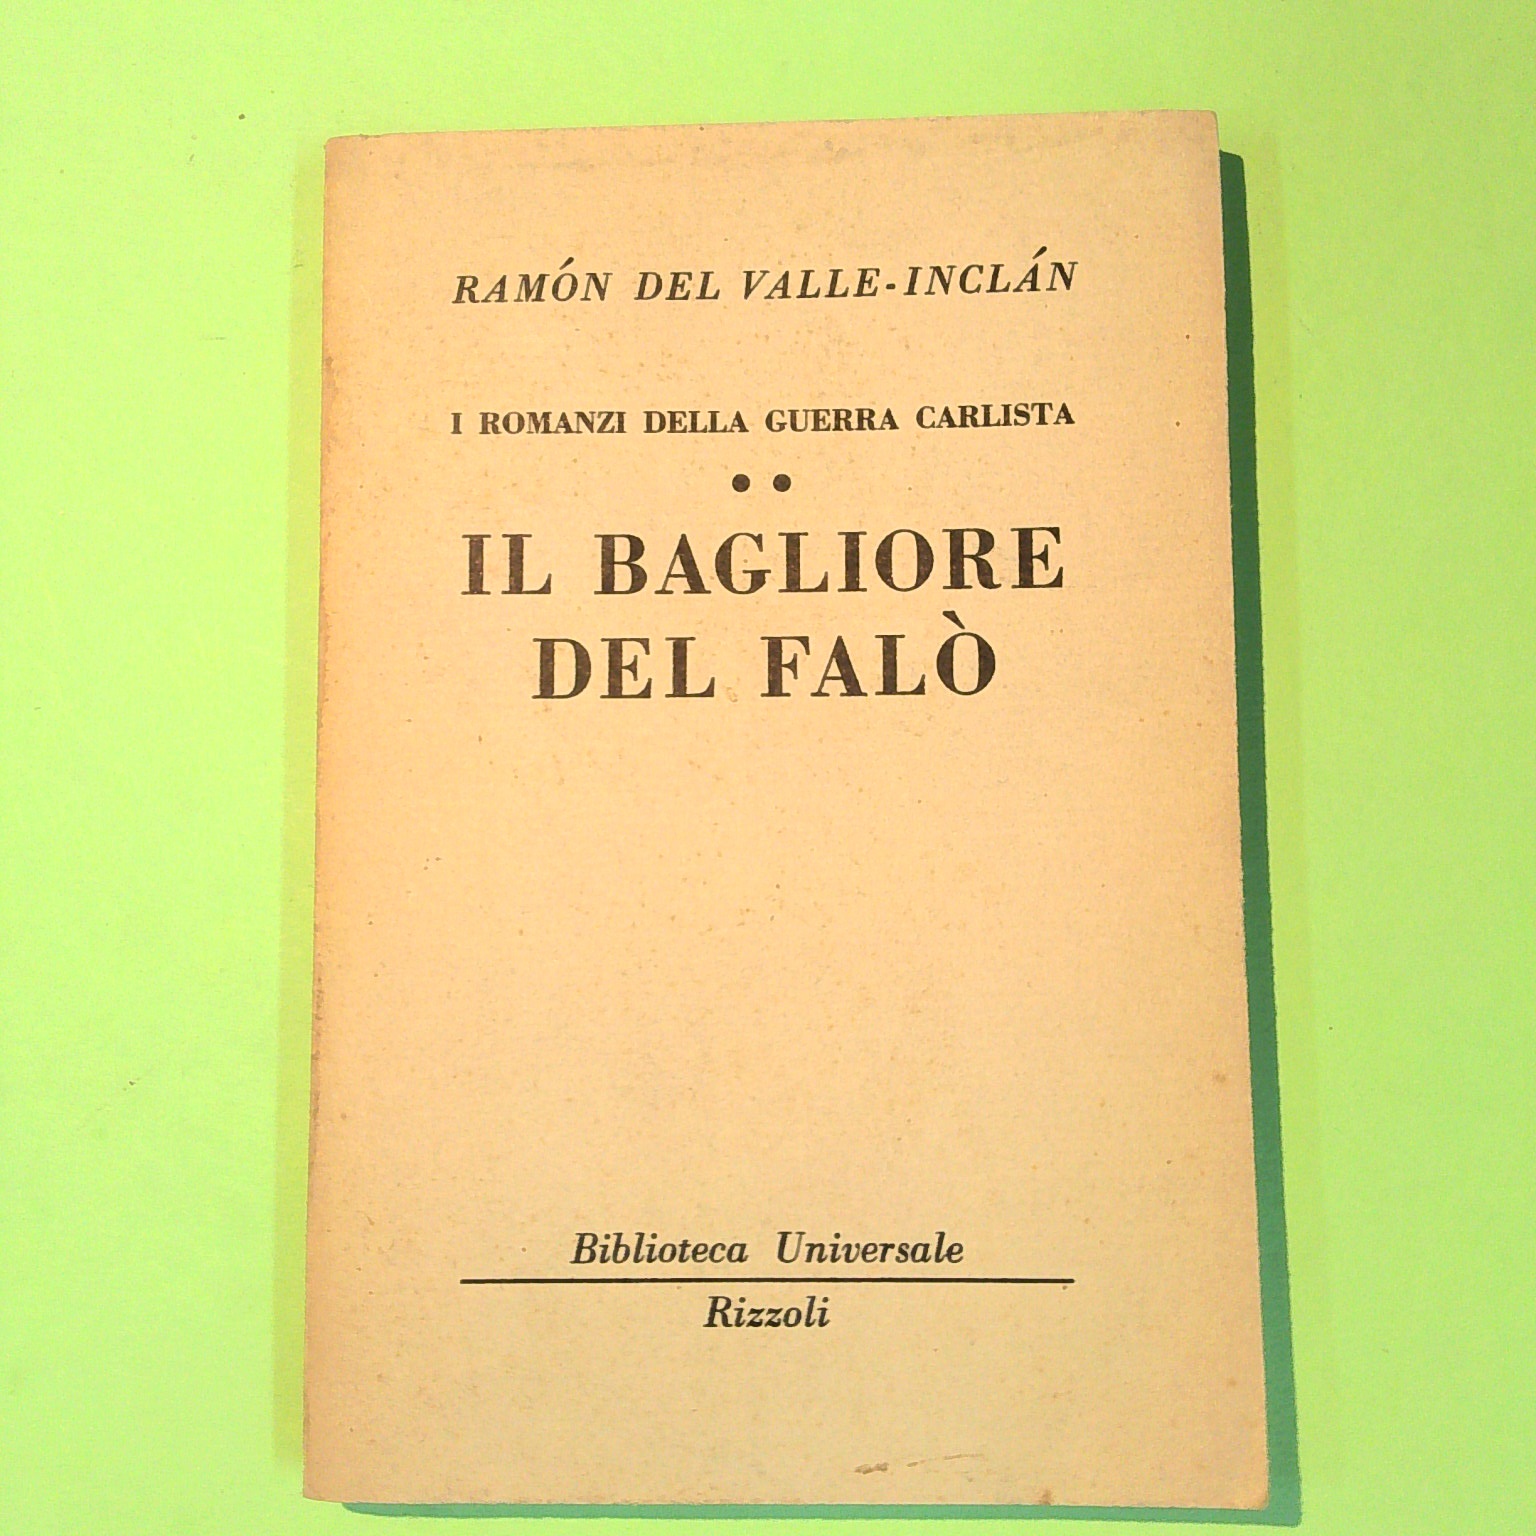 RAMÓN DEL VALLE-INCLÁN
I ROMANZI DELLA GUERRA CARLISTA
••
IL BAGLIORE
DEL FALÒ
Biblioteca Universale
Rizzoli